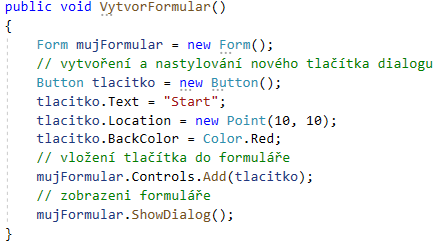 public void VytvorFormular()
{
    Form mujFormular = new Form();
    // vytvoření a nastylování nového tlačítka dialogu
    Button tlacitko = new Button();
    tlacitko.Text = "Start";
    tlacitko.Location = new Point(10, 10);
    tlacitko.BackColor = Color.Red;
    // vložení tlačítka do formuláře
    mujFormular.Controls.Add(tlacitko);
    // zobrazeni formuláře
    mujFormular.ShowDialog();
}